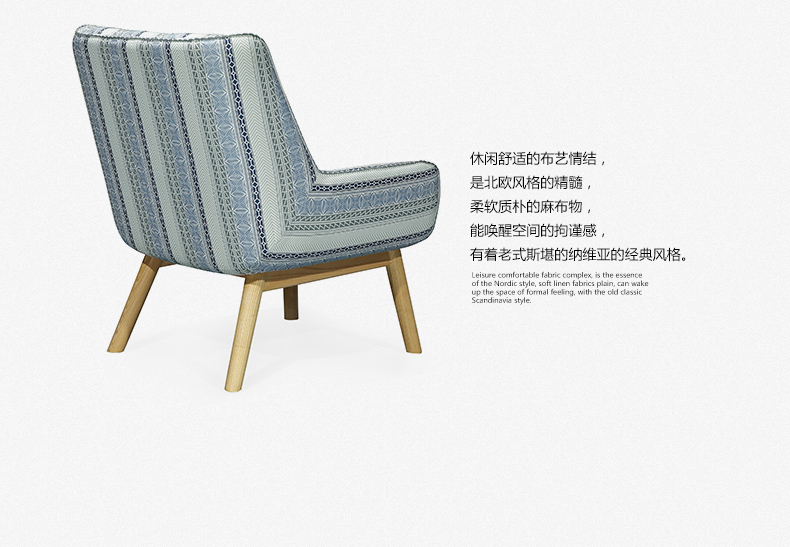 休闲舒适的布艺情结，
是北欧风格的精髓，
柔软质朴的麻布物，
能唤醒空间的拘谨感，
有着老式斯堪的纳维亚的经典风格。
Leisure comfortable fabric complex, is the essence
of the Nordic style, soft linen fabrics plain, can wake
up the space of formal feeling, with the old classic
Scandinavia style.